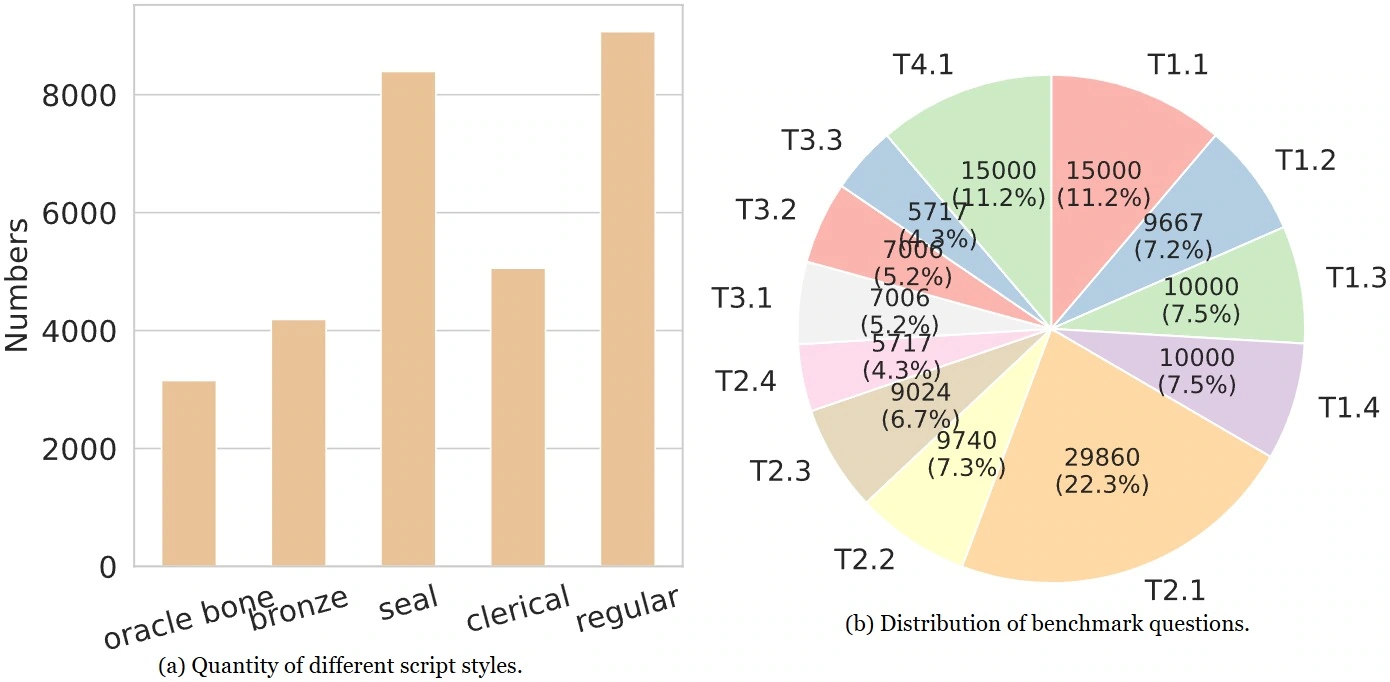 Numbers
8000
6000
4000
2000
0
oracle bone
bronze
seal
clerical
regular
(a) Quantity of different script styles.
T1.1
15000
(11.2%)
T1.2
9667
(7.2%)
T1.3
10000
(7.5%)
T1.4
10000
(7.5%)
T2.1
29860
(22.3%)
T2.2
9740
(7.3%)
T2.3
9024
(6.7%)
T2.4
5717
(4.3%)
T3.1
7006
(5.2%)
T3.2
7006
(5.2%)
T3.3
5717
(4.3%)
T4.1
15000
(11.2%)
(b) Distribution of benchmark questions.